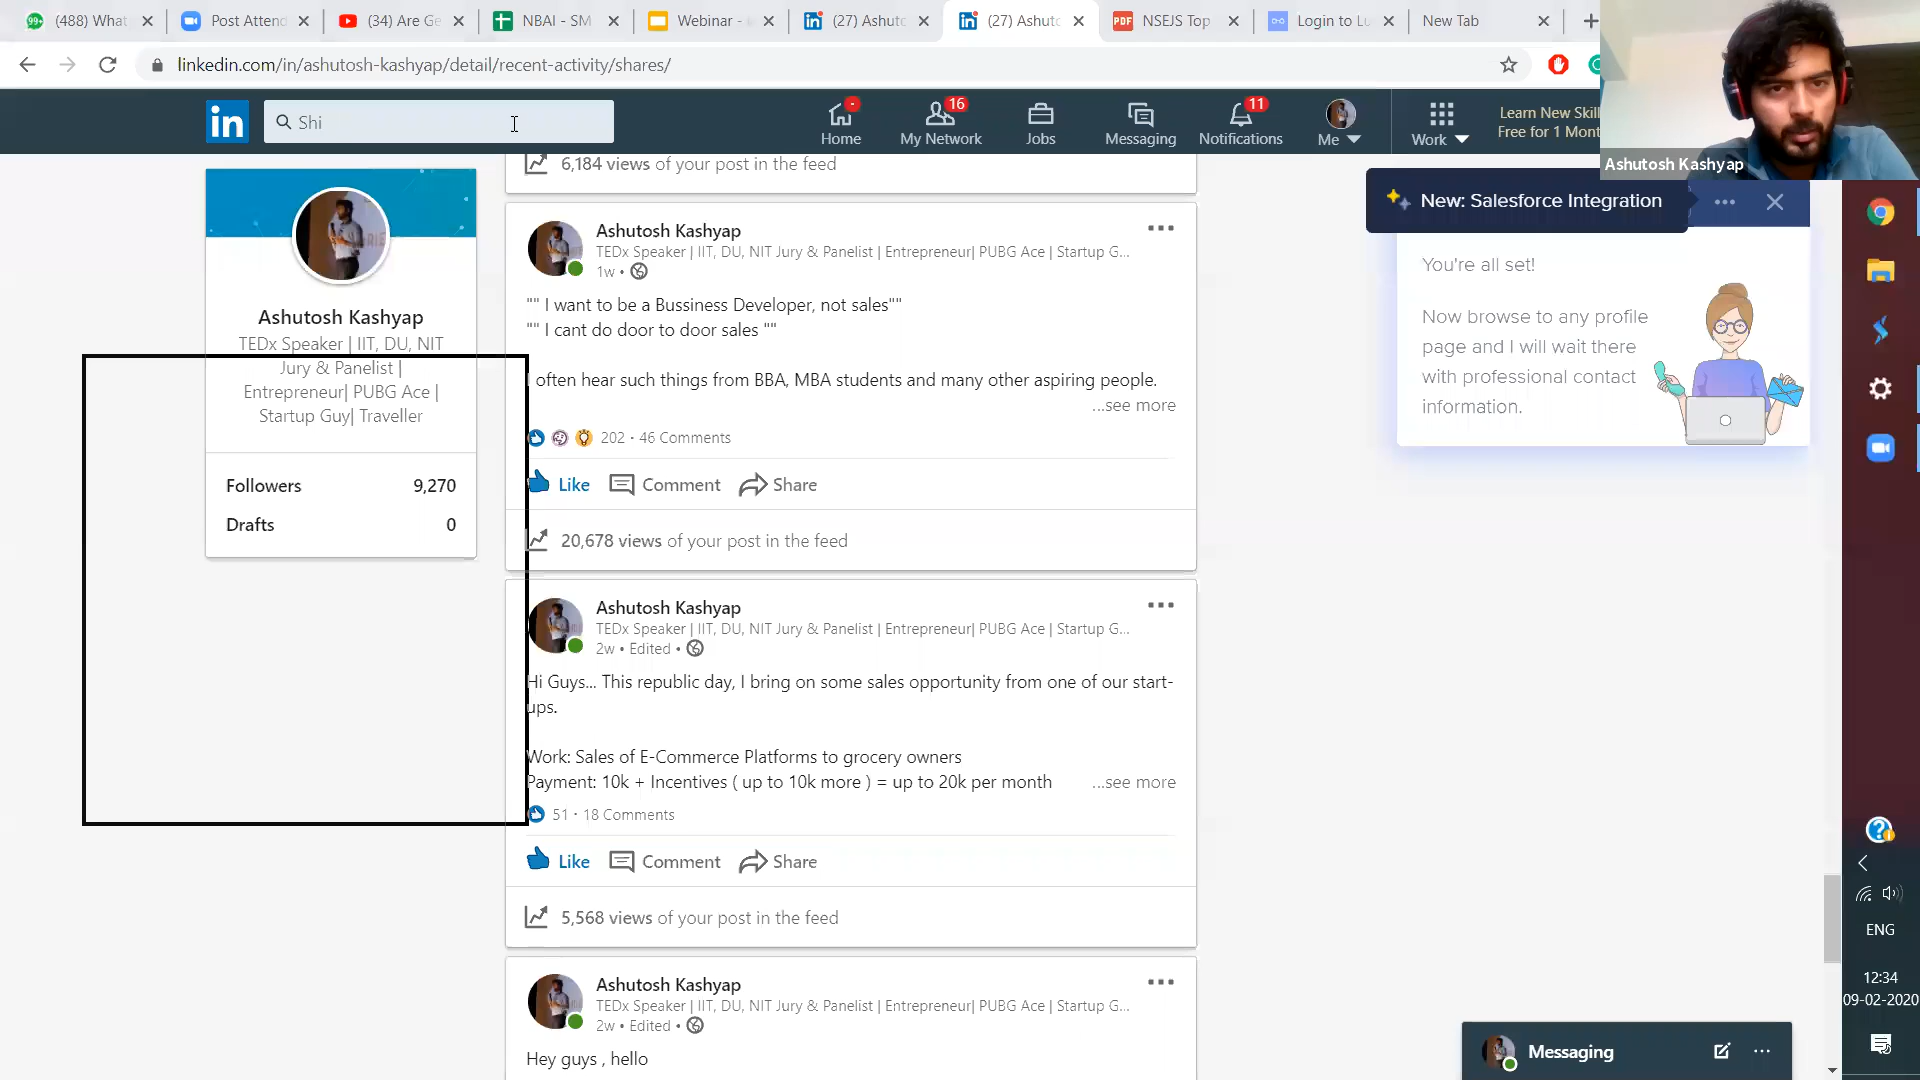 (488) What
Post Attend
(34) Are Ge
NBAI - SM
Webinar -
(27) Ashutc
(27) Ashutc
NSEJS Top
Login to Lu
New Tab
linkedin.com/in/ashutosh-kashyap/detail/recent-activity/shares/
Ashutosh Kashyap
in
Shi
Home
16
My Network
Jobs
Messaging
11
Notifications
Me
Work
Learn New Skill
Free for 1 Mont
6,184 views of your post in the feed
Ashutosh Kashyap
TEDx Speaker | IIT, DU, NIT
Jury & Panelist |
Entrepreneur| PUBG Ace |
Startup Guy| Traveller
Followers 9,270
Drafts 0
Ashutosh Kashyap
TEDx Speaker | IIT, DU, NIT Jury & Panelist | Entrepreneur| PUBG Ace | Startup G...
1w •
"" I want to be a Bussiness Developer, not sales""
"" I cant do door to door sales ""
I often hear such things from BBA, MBA students and many other aspiring people.
...see more
202 · 46 Comments
Like Comment Share
20,678 views of your post in the feed
Ashutosh Kashyap
TEDx Speaker | IIT, DU, NIT Jury & Panelist | Entrepreneur| PUBG Ace | Startup G...
2w • Edited •
Hi Guys... This republic day, I bring on some sales opportunity from one of our start-
ups.
Work: Sales of E-Commerce Platforms to grocery owners
Payment: 10k + Incentives ( up to 10k more ) = up to 20k per month ...see more
51 · 18 Comments
Like Comment Share
5,568 views of your post in the feed
Ashutosh Kashyap
TEDx Speaker | IIT, DU, NIT Jury & Panelist | Entrepreneur| PUBG Ace | Startup G...
2w • Edited •
Hey guys , hello
New: Salesforce Integration
You're all set!
Now browse to any profile
page and I will wait there
with professional contact
information.
Messaging
ENG
12:34
09-02-2020